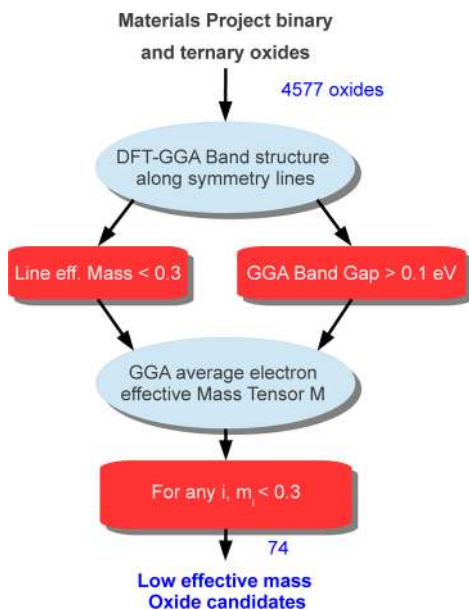 Materials Project binary
and ternary oxides
4577 oxides
DFT-GGA Band structure
along symmetry lines
Line eff. Mass < 0.3
GGA Band Gap > 0.1 eV
GGA average electron
effective Mass Tensor M
For any i, mᵢ < 0.3
74
Low effective mass
Oxide candidates